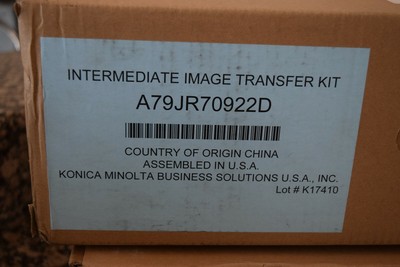 INTERMEDIATE IMAGE TRANSFER KIT
A79JR70922D
COUNTRY OF ORIGIN CHINA
ASSEMBLED IN U.S.A.
KONICA MINOLTA BUSINESS SOLUTIONS U.S.A., INC.
Lot # K17410